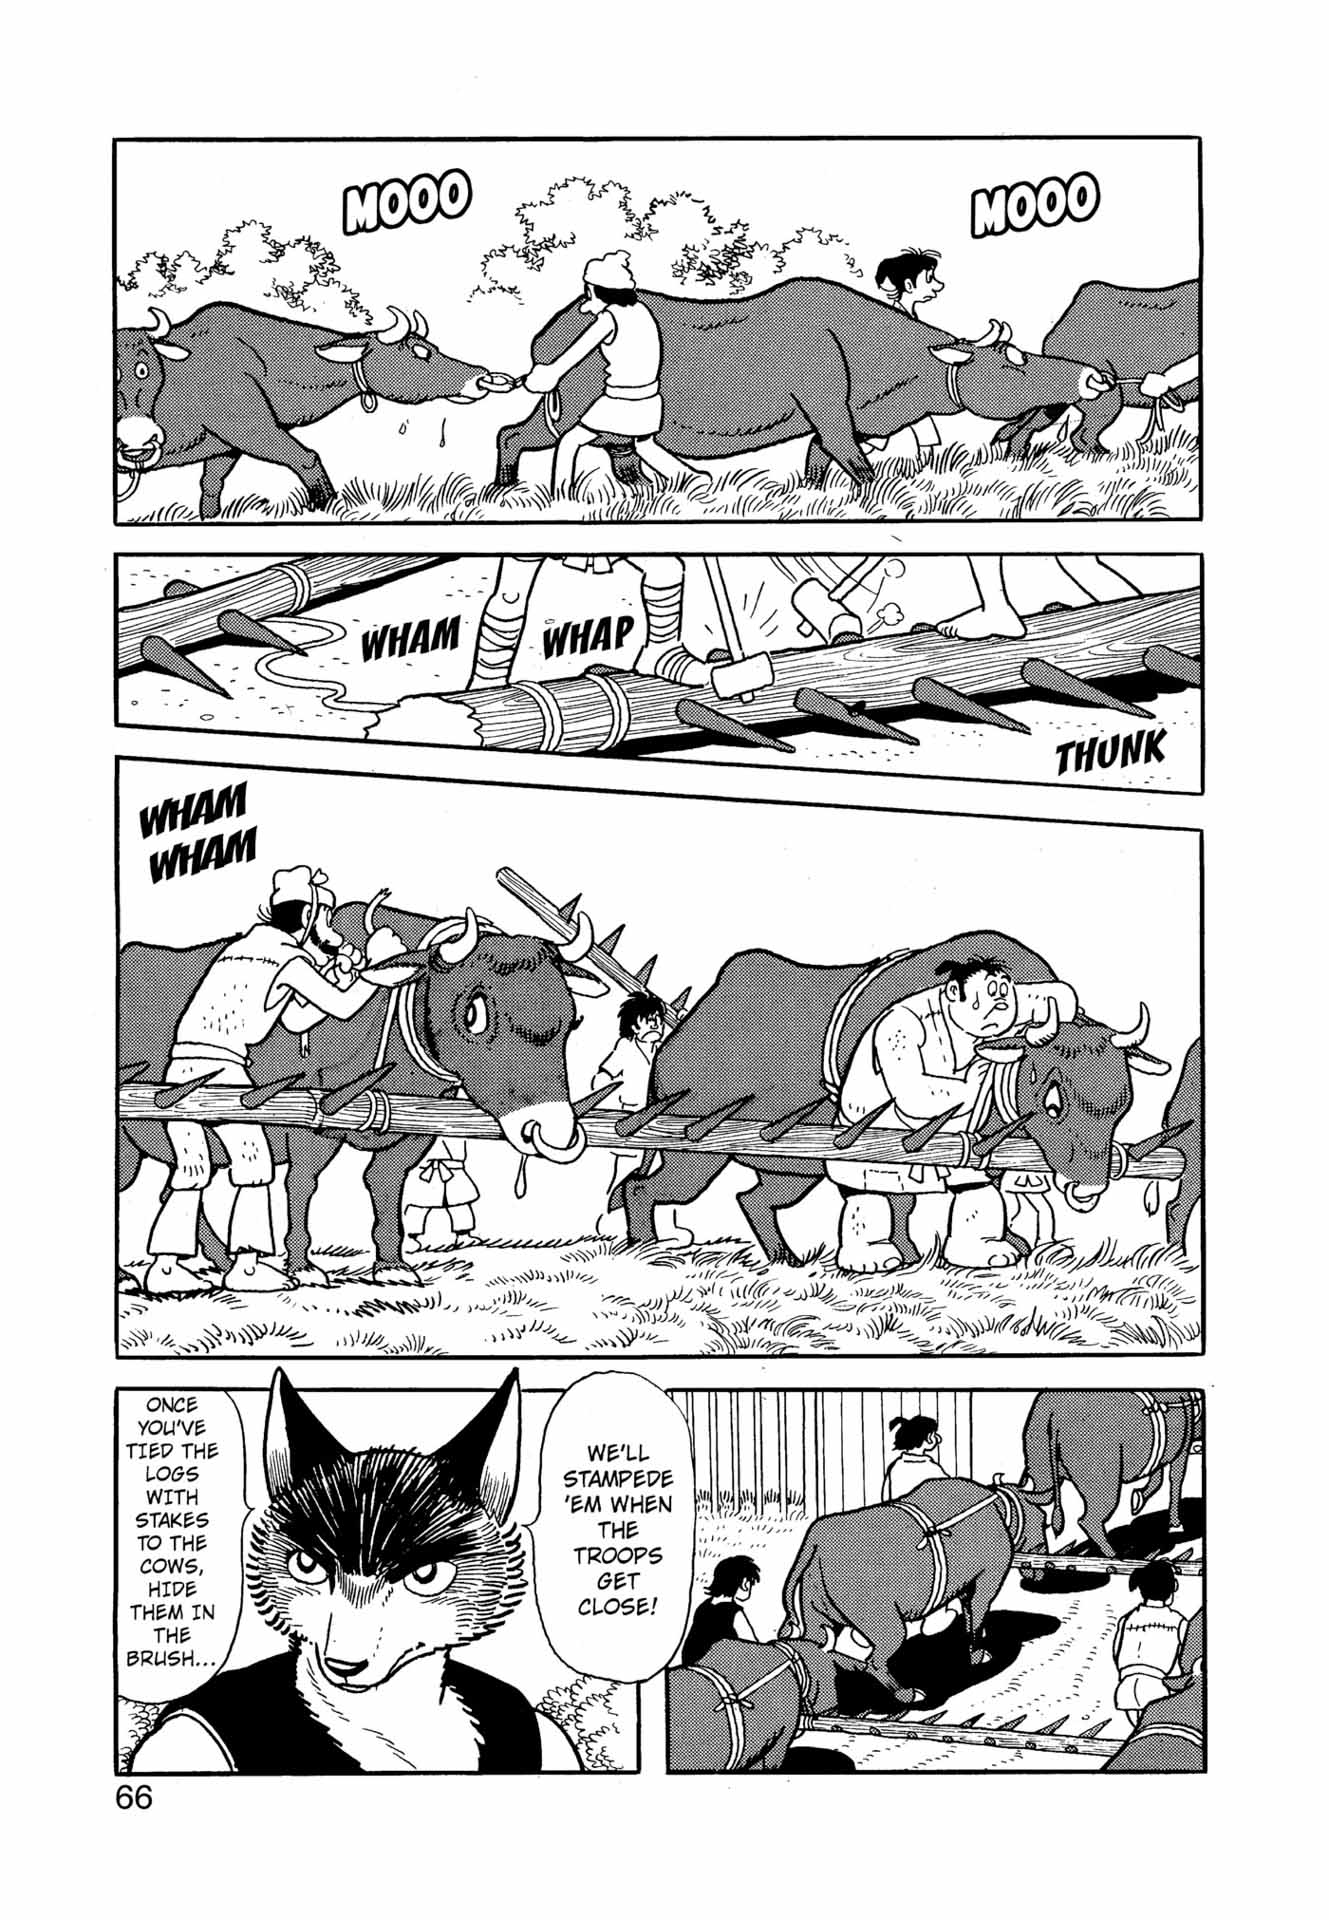 MOOO
MOOO
WHAM
WHAP
THUNK
WHAM
WHAM
ONCE
YOU'VE
TIED THE
LOGS
WITH
STAKES
TO THE
COWS,
HIDE
THEM IN
THE
BRUSH...
WE'LL
STAMPEDE
'EM WHEN
THE
TROOPS
GET
CLOSE!
66